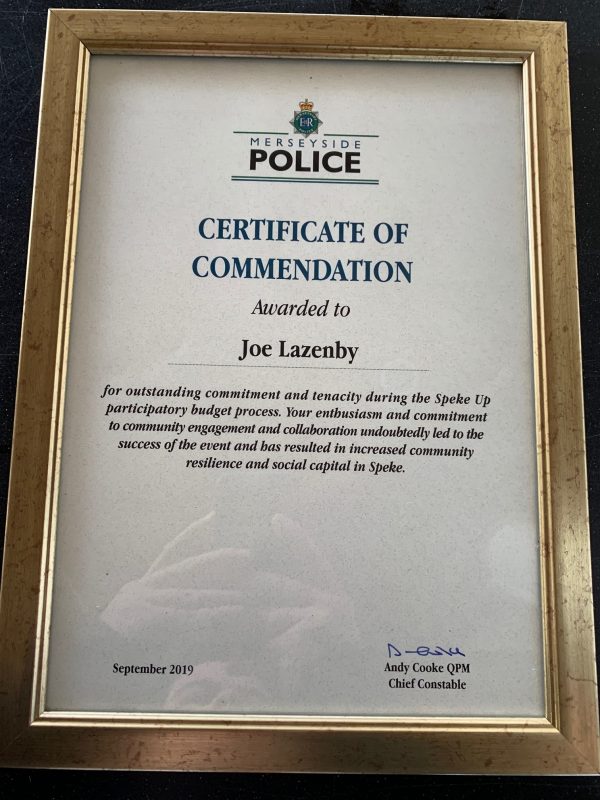 E R
MERSEYSIDE
POLICE
CERTIFICATE OF
COMMENDATION
Awarded to
Joe Lazenby
for outstanding commitment and tenacity during the Speke Up
participatory budget process. Your enthusiasm and commitment
to community engagement and collaboration undoubtedly led to the
success of the event and has resulted in increased community
resilience and social capital in Speke.
September 2019
Andy Cooke QPM
Chief Constable